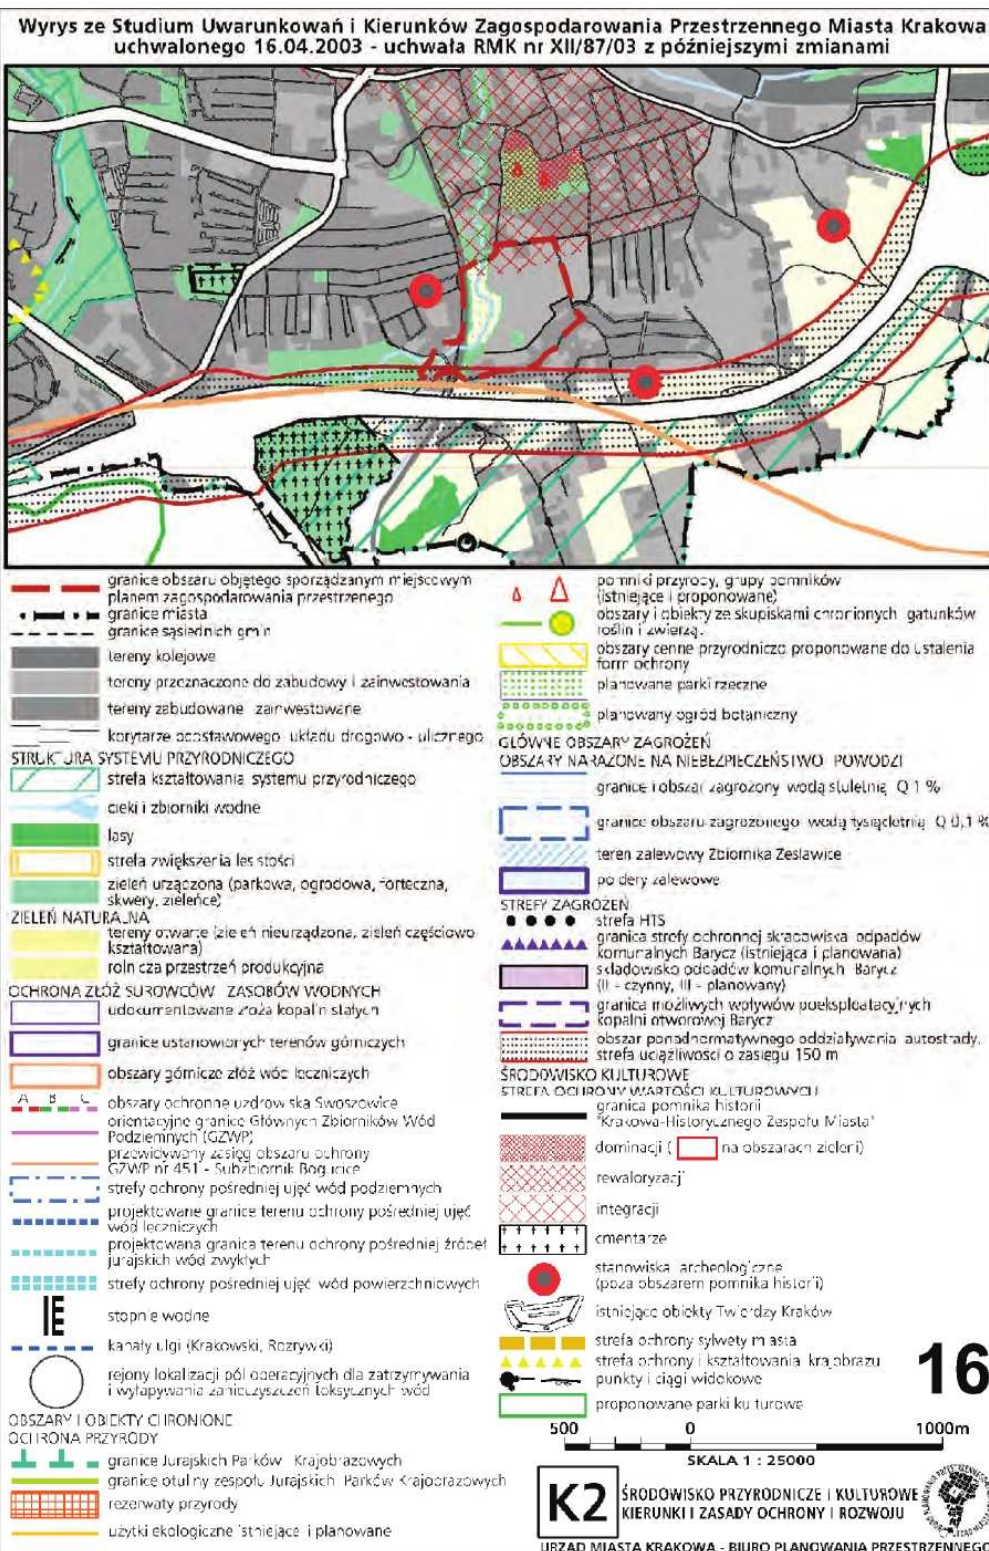 Wyrys ze Studium Uwarunkowań i Kierunków Zagospodarowania Przestrzennego Miasta Krakowa
uchwalonego 16.04.2003 - uchwała RMK nr XII/87/03 z późniejszymi zmianami
granice obszaru objętego sporządzanym miejscowym
planem zagospodarowania przestrzenego
granice miasta
granice sąsiednich gmin
tereny kolejowe
tereny przeznaczone do zabudowy i zainwestowania
tereny zabudowane zainwestowane
korytarze podstawowego układu drogowo - ulicznego
STRUKTURA SYSTEMU PRZYRODNICZEGO
strefa kształtowania systemu przyrodniczego
cieki i zbiorniki wodne
lasy
strefa zwiększenia lesistości
zieleń urządzona (parkowa, ogrodowa, forteczna,
skwery, zieleńce)
ZIELEŃ NATURALNA
tereny otwarte (zieleń nieurządzona, zieleń częściowo
kształtowana)
rolnicza przestrzeń produkcyjna
OCHRONA ZŁÓŻ SUROWCÓW ZASOBÓW WODNYCH
udokumentowane złoża kopalin stałych
granice ustanowionych terenów górniczych
obszary górnicze złóż wód leczniczych
A B C
obszary ochronne uzdrowiska Swoszowice
orientacyjne granice Głównych Zbiorników Wód
Podziemnych (GZWP)
przewidywany zasięg obszaru ochrony
GZWP nr 451 - Subzbiornik Bogucice
strefy ochrony pośredniej ujęć wód podziemnych
projektowane granice terenu ochrony pośredniej ujęć
wód leczniczych
projektowana granica terenu ochrony pośredniej źródeł
jurajskich wód zwykłych
strefy ochrony pośredniej ujęć wód powierzchniowych
stopnie wodne
kanały ulgi (Krakowski, Rozrywki)
rejony lokalizacji pól operacyjnych dla zatrzymywania
i wyłapywania zanieczyszczeń toksycznych wód
OBSZARY I OBIEKTY CHRONIONE
OCHRONA PRZYRODY
granice Jurajskich Parków Krajobrazowych
granice otuliny zespołu Jurajskich Parków Krajobrazowych
rezerwaty przyrody
użytki ekologiczne istniejące i planowane
pomniki przyrody, grupy pomników
(istniejące i proponowane)
obszary i obiekty ze skupiskami chronionych gatunków
roślin i zwierząt
obszary cenne przyrodniczo proponowane do ustalenia
form ochrony
planowane parki rzeczne
planowany ogród botaniczny
GŁÓWNE OBSZARY ZAGROŻEŃ
OBSZARY NARAŻONE NA NIEBEZPIECZEŃSTWO POWODZI
granice i obszar zagrożony wodą stuletnią Q 1 %
granice obszaru zagrożonego wodą tysiącletnią Q 0,1 %
teren zalewowy Zbiornika Zesławice
poldery zalewowe
STREFY ZAGROŻEŃ
strefa HTS
granica strefy ochronnej składowiska odpadów
komunalnych Barycz (istniejąca i planowana)
składowisko odpadów komunalnych Barycz
(II - czynny, III - planowany)
granica możliwych wpływów poeksploatacyjnych
kopalni otworowej Barycz
obszar ponadnormatywnego oddziaływania autostrady,
strefa uciążliwości o zasięgu 150 m
ŚRODOWISKO KULTUROWE
STREFA OCHRONY WARTOŚCI KULTUROWYCH
granica pomnika historii
"Krakowa-Historycznego Zespołu Miasta"
dominacji ( na obszarach zieleni)
rewaloryzacji
integracji
cmentarze
stanowiska archeologiczne
(poza obszarem pomnika historii)
istniejące obiekty Twierdzy Kraków
strefa ochrony sylwety miasta
strefa ochrony i kształtowania krajobrazu
punkty i ciągi widokowe
proponowane parki kulturowe
16
500 0 1000m
SKALA 1 : 25000
K2
ŚRODOWISKO PRZYRODNICZE I KULTUROWE
KIERUNKI I ZASADY OCHRONY I ROZWOJU
URZĄD MIASTA KRAKOWA - BIURO PLANOWANIA PRZESTRZENNEGO